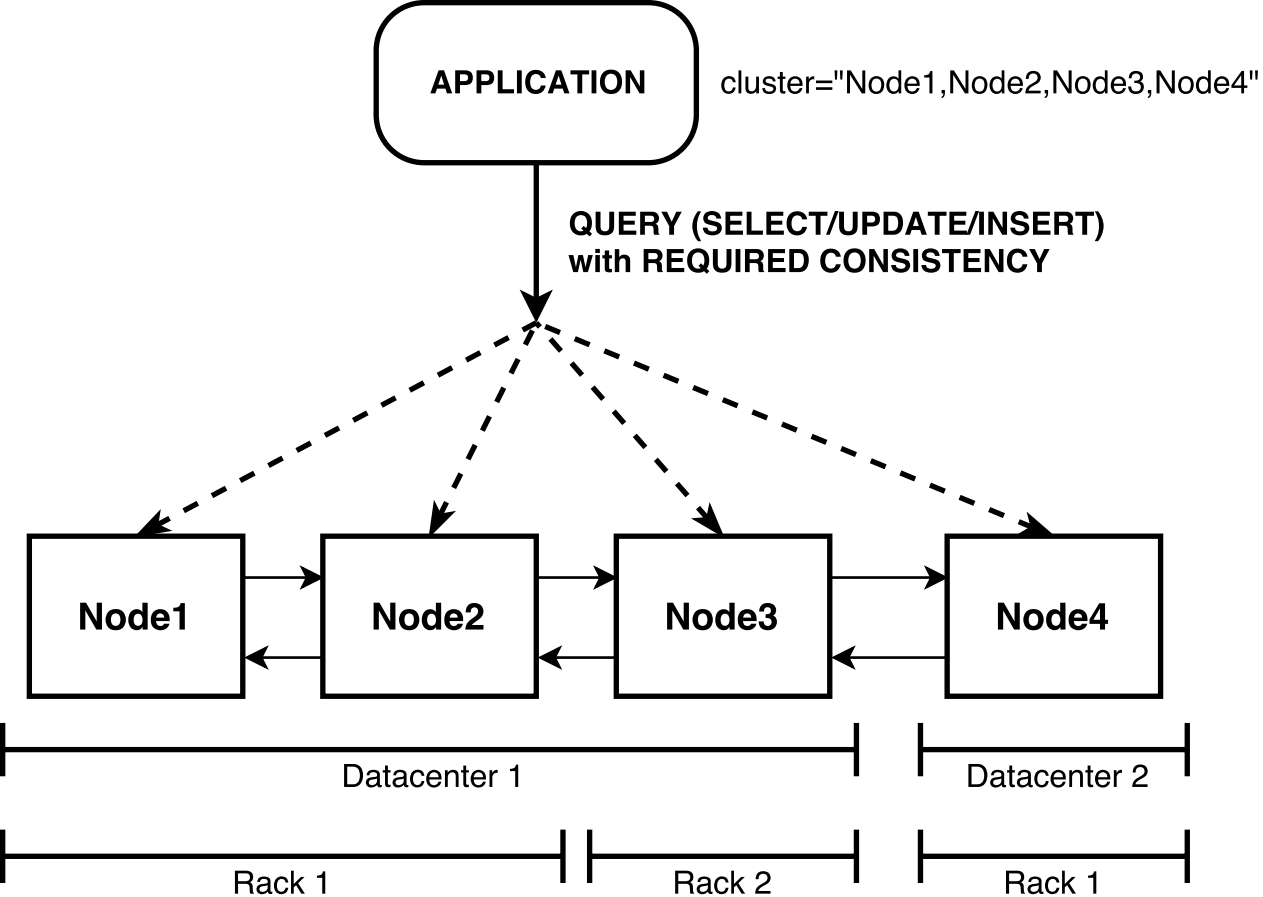 APPLICATION
cluster="Node1,Node2,Node3,Node4"
QUERY (SELECT/UPDATE/INSERT)
with REQUIRED CONSISTENCY
Node1
Node2
Node3
Node4
Datacenter 1
Datacenter 2
Rack 1
Rack 2
Rack 1